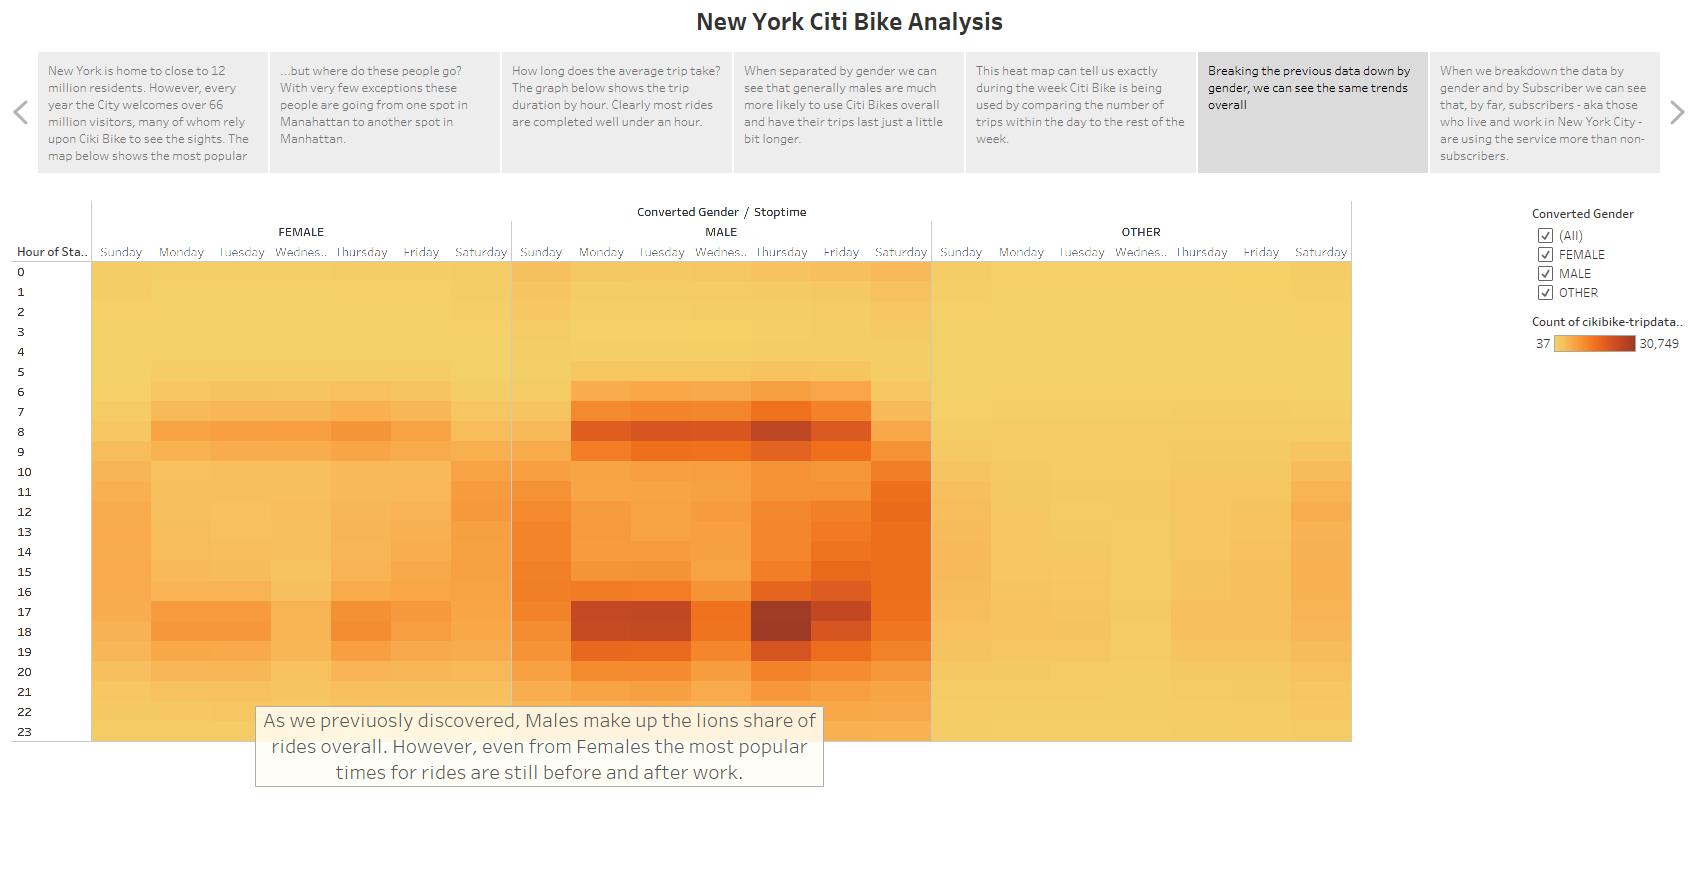 New York Citi Bike Analysis
New York is home to close to 12
million residents. However, every
year the City welcomes over 66
million visitors, many of whom rely
upon Ciki Bike to see the sights. The
map below shows the most popular
...but where do these people go?
With very few exceptions these
people are going from one spot in
Manahattan to another spot in
Manhattan.
How long does the average trip take?
The graph below shows the trip
duration by hour. Clearly most rides
are completed well under an hour.
When separated by gender we can
see that generally males are much
more likely to use Citi Bikes overall
and have their trips last just a little
bit longer.
This heat map can tell us exactly
during the week Citi Bike is being
used by comparing the number of
trips within the day to the rest of the
week.
Breaking the previous data down by
gender, we can see the same trends
overall
When we breakdown the data by
gender and by Subscriber we can see
that, by far, subscribers - aka those
who live and work in New York City -
are using the service more than non-
subscribers.
Converted Gender / Stoptime
FEMALE MALE OTHER
Hour of Sta.. Sunday Monday Tuesday Wednes.. Thursday Friday Saturday Sunday Monday Tuesday Wednes.. Thursday Friday Saturday Sunday Monday Tuesday Wednes.. Thursday Friday Saturday
0
1
2
3
4
5
6
7
8
9
10
11
12
13
14
15
16
17
18
19
20
21
22
23
As we previuosly discovered, Males make up the lions share of
rides overall. However, even from Females the most popular
times for rides are still before and after work.
Converted Gender
(All)
FEMALE
MALE
OTHER
Count of cikibike-tripdata..
37 30,749